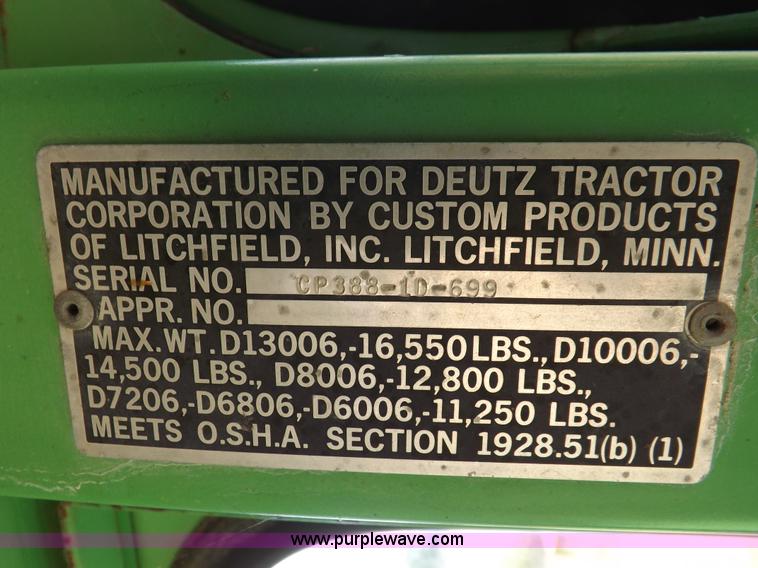 MANUFACTURED FOR DEUTZ TRACTOR
CORPORATION BY CUSTOM PRODUCTS
OF LITCHFIELD, INC. LITCHFIELD, MINN.
SERIAL NO. CP388-1D-699
APPR. NO.
MAX. WT. D13006,-16,550 LBS., D10006,-
14,500 LBS., D8006,-12,800 LBS.,
D7206,-D6806,-D6006,-11,250 LBS.
MEETS O.S.H.A. SECTION 1928.51(b) (1)
www.purplewave.com